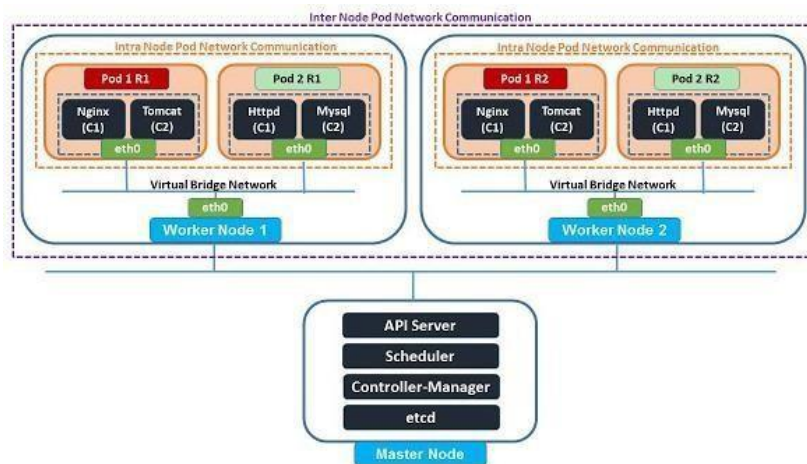 Inter Node Pod Network Communication
Intra Node Pod Network Communication
Pod 1 R1
Pod 2 R1
Nginx
(C1)
Tomcat
(C2)
Httpd
(C1)
Mysql
(C2)
eth0
eth0
Virtual Bridge Network
eth0
Worker Node 1
Intra Node Pod Network Communication
Pod 1 R2
Pod 2 R2
Nginx
(C1)
Tomcat
(C2)
Httpd
(C1)
Mysql
(C2)
eth0
eth0
Virtual Bridge Network
eth0
Worker Node 2
API Server
Scheduler
Controller-Manager
etcd
Master Node